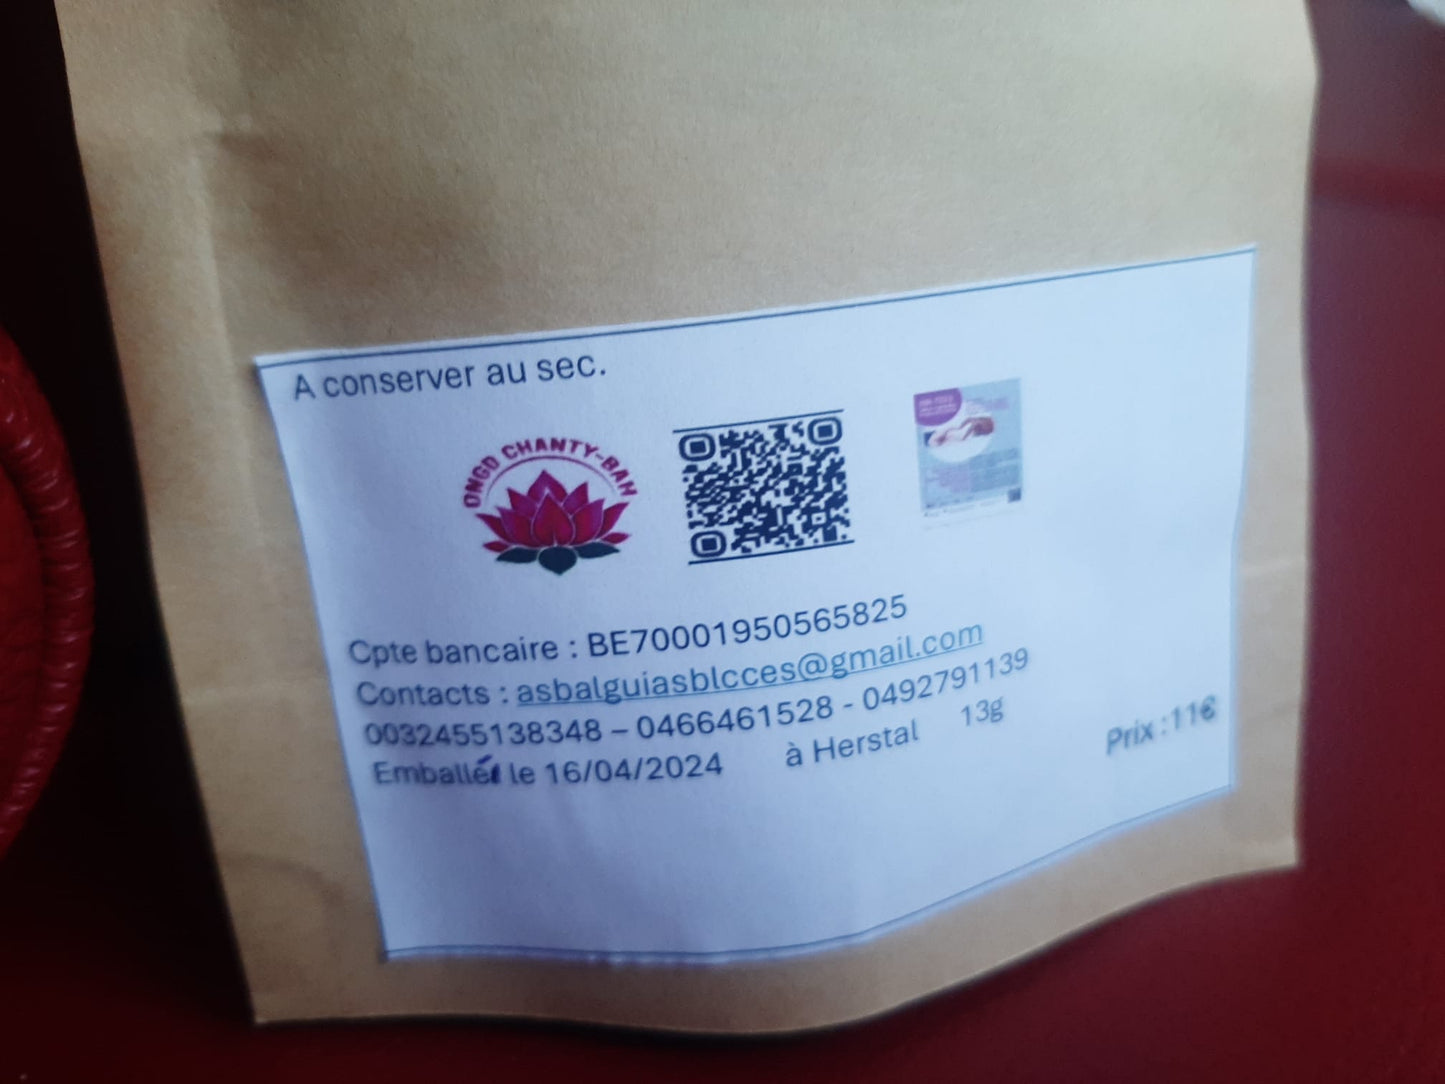 A conserver au sec.
ONGD CHANTY-BAH
Cpte bancaire : BE70001950565825
Contacts : asbalguiasblcces@gmail.com
0032455138348 – 0466461528 - 0492791139
Emballé le 16/04/2024 à Herstal 13g
Prix : 11€